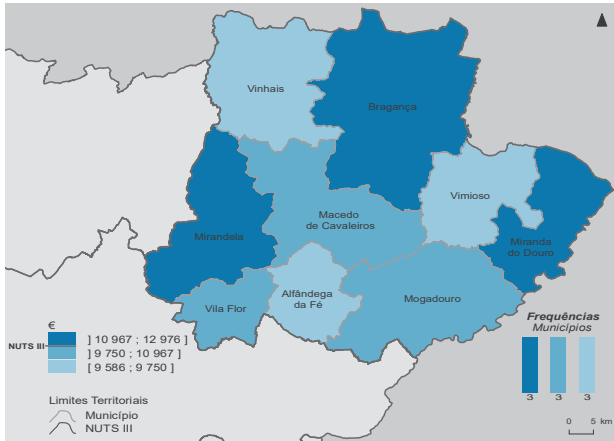 Vinhais
Bragança
Vimioso
Macedo
de Cavaleiros
Mirandela
Miranda
do Douro
Alfândega
da Fé
Mogadouro
Vila Flor
€
] 10 967 ; 12 976 ]
NUTS III
] 9 750 ; 10 967 ]
[ 9 586 ; 9 750 ]
Limites Territoriais
Município
NUTS III
Frequências
Municípios
3 3 3
0 5 km